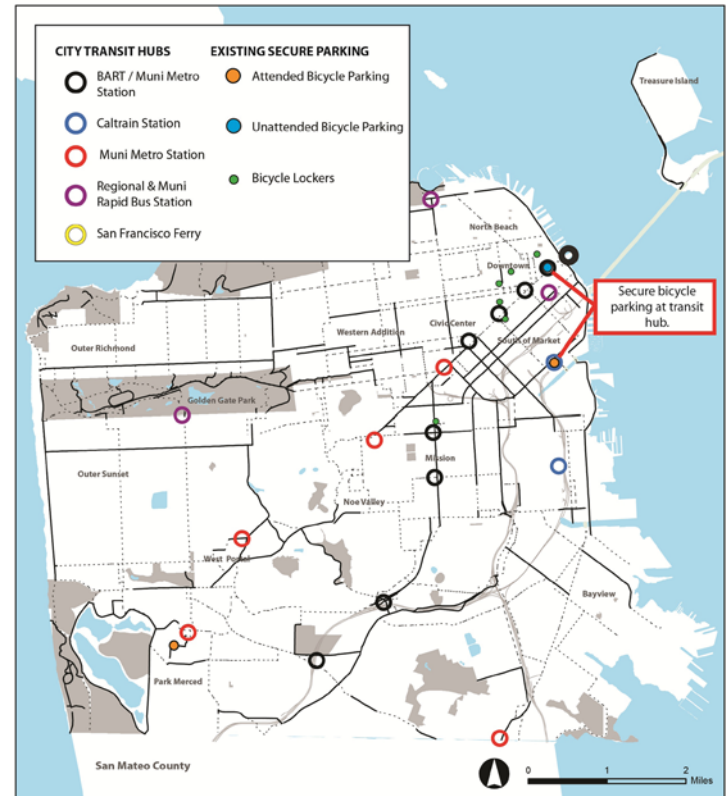 CITY TRANSIT HUBS
BART / Muni Metro
Station
Caltrain Station
Muni Metro Station
Regional & Muni
Rapid Bus Station
San Francisco Ferry
EXISTING SECURE PARKING
Attended Bicycle Parking
Unattended Bicycle Parking
Bicycle Lockers
Treasure Island
North Beach
Downtown
Secure bicycle
parking at transit
hub.
Civic Center
Western Addition
South of Market
Outer Richmond
Golden Gate Park
Mission
Outer Sunset
Noe Valley
West Portal
Bayview
Park Merced
San Mateo County
0 1 2
Miles